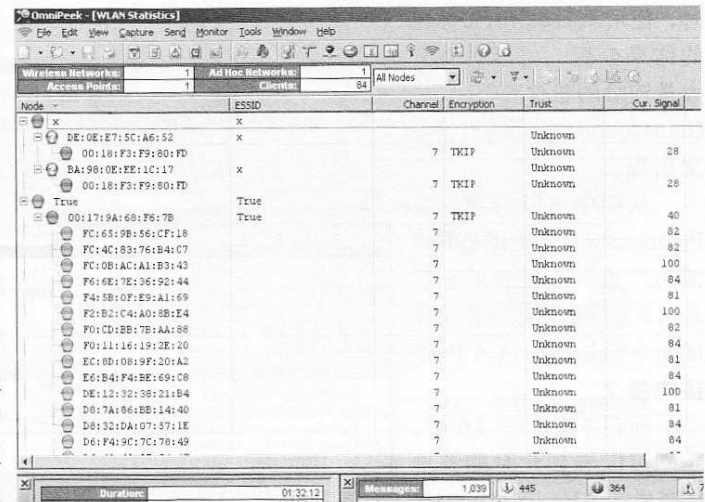 OmniPeek - [WLAN Statistics]
File Edit View Capture Send Monitor Tools Window Help
Wireless Networks: 1 Ad Hoc Networks: 1 All Nodes
Access Points: 1 Clients: 84
Node ESSID Channel Encryption Trust Cur. Signal
x x
DE:0E:E7:5C:A6:52 x Unknown
00:18:F3:F9:80:FD 7 TKIP Unknown 28
BA:98:0E:EE:1C:17 x Unknown
00:18:F3:F9:80:FD 7 TKIP Unknown 28
True True
00:17:9A:68:F6:7B True 7 TKIP Unknown 40
FC:65:9B:56:CF:18 7 Unknown 82
FC:4C:83:76:B4:C7 7 Unknown 82
FC:0B:AC:A1:B3:43 7 Unknown 100
F6:6E:7E:36:92:44 7 Unknown 84
F4:5B:0F:E9:A1:69 7 Unknown 81
F2:B2:C4:A0:8B:E4 7 Unknown 100
F0:CD:BB:7B:AA:88 7 Unknown 82
F0:11:16:19:2E:20 7 Unknown 84
EC:8D:08:9F:20:A2 7 Unknown 81
E6:B4:F4:BE:69:C8 7 Unknown 84
DE:12:32:38:21:B4 7 Unknown 100
D8:7A:86:BB:14:40 7 Unknown 81
D8:32:DA:07:57:1E 7 Unknown 84
D6:F4:9C:7C:78:49 7 Unknown 84
Duration: 01:32:12 Messages: 1,039 445 364 7